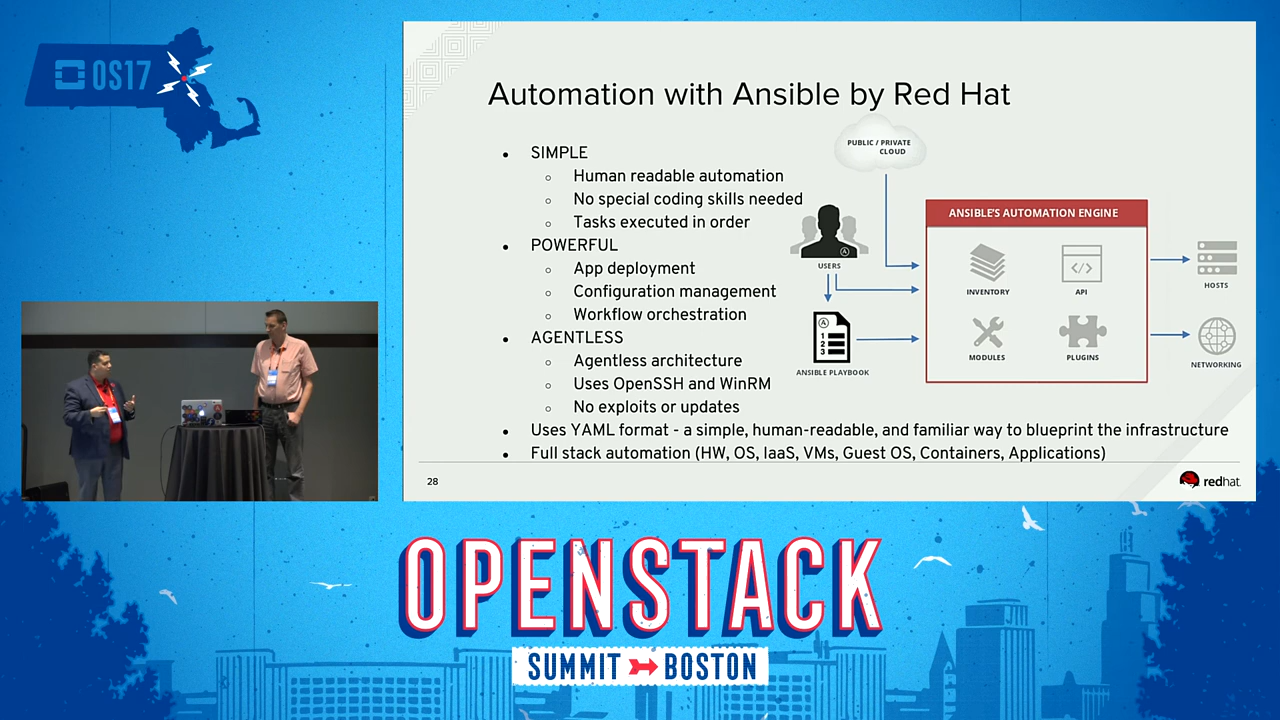 OS17
Automation with Ansible by Red Hat
• SIMPLE
○ Human readable automation
○ No special coding skills needed
○ Tasks executed in order
• POWERFUL
○ App deployment
○ Configuration management
○ Workflow orchestration
• AGENTLESS
○ Agentless architecture
○ Uses OpenSSH and WinRM
○ No exploits or updates
• Uses YAML format - a simple, human-readable, and familiar way to blueprint the infrastructure
• Full stack automation (HW, OS, IaaS, VMs, Guest OS, Containers, Applications)
PUBLIC / PRIVATE
CLOUD
USERS
A
1
2
3
ANSIBLE PLAYBOOK
ANSIBLE'S AUTOMATION ENGINE
INVENTORY
</>
API
MODULES
PLUGINS
HOSTS
NETWORKING
28
redhat.
OPENSTACK
SUMMIT BOSTON